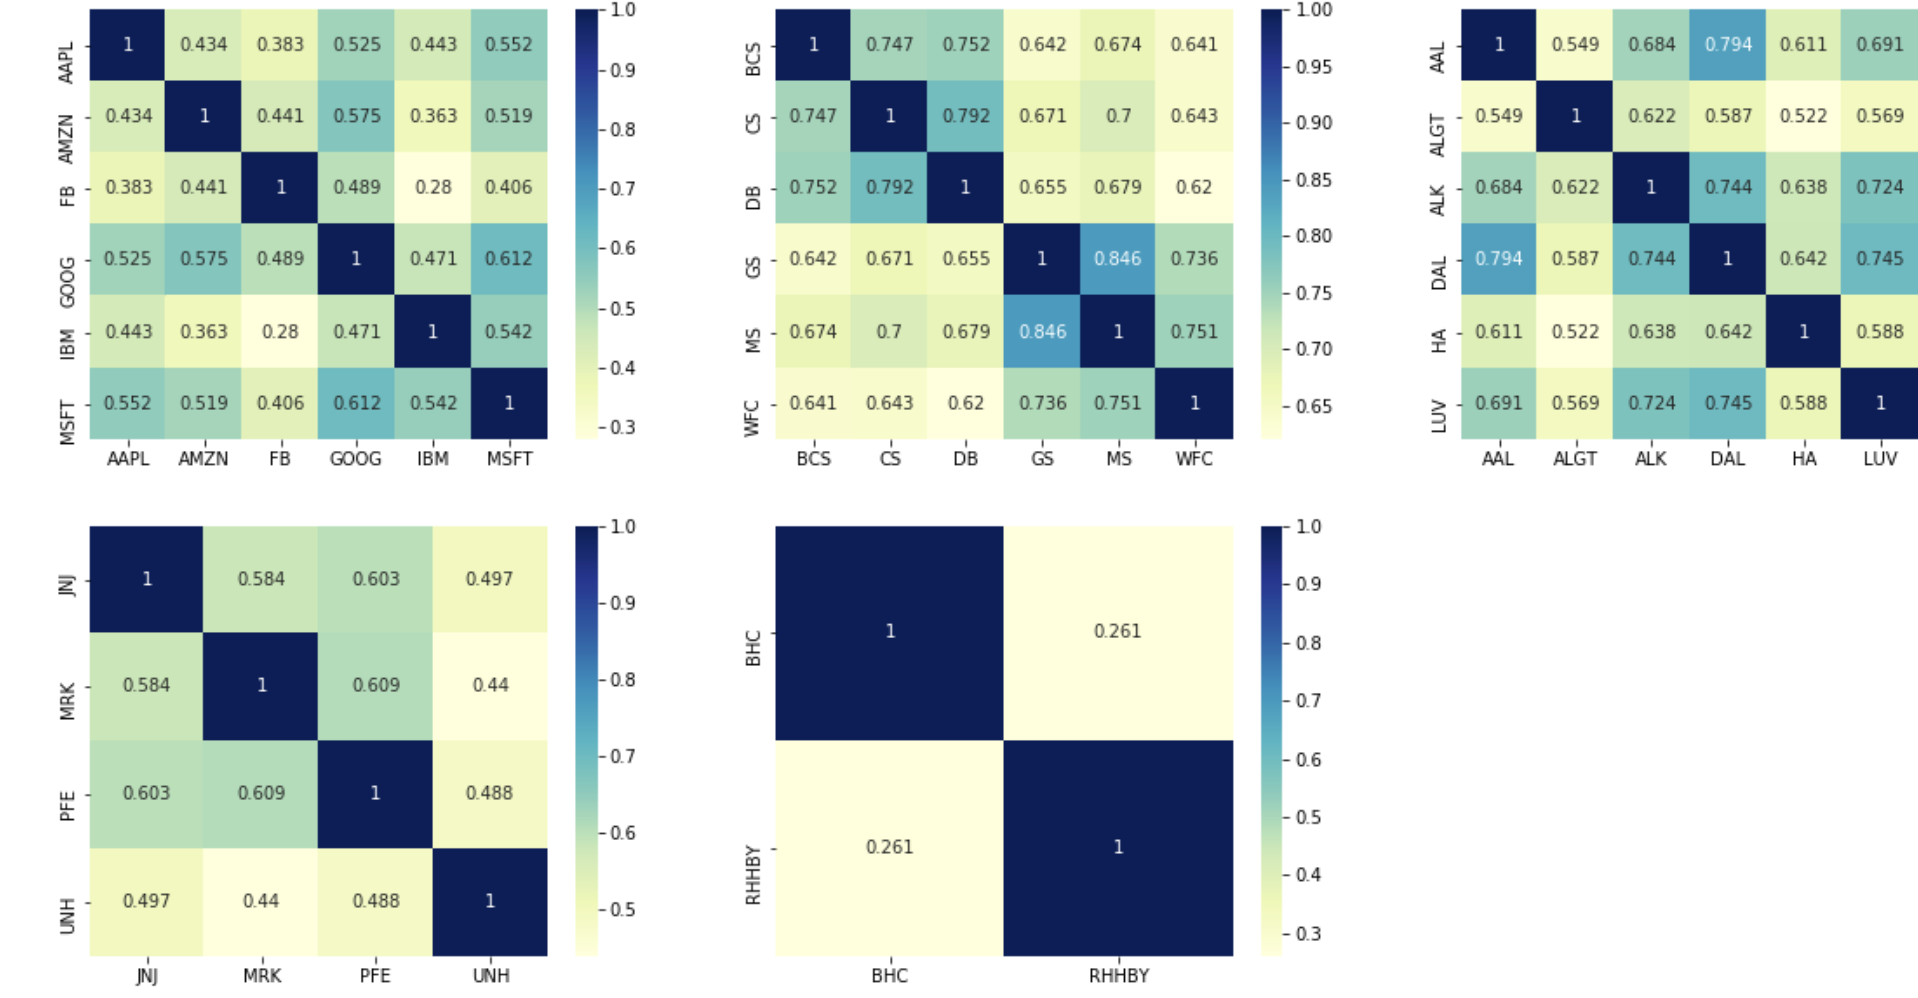 AAPL 1 0.434 0.383 0.525 0.443 0.552
AMZN 0.434 1 0.441 0.575 0.363 0.519
FB 0.383 0.441 1 0.489 0.28 0.406
GOOG 0.525 0.575 0.489 1 0.471 0.612
IBM 0.443 0.363 0.28 0.471 1 0.542
MSFT 0.552 0.519 0.406 0.612 0.542 1
AAPL AMZN FB GOOG IBM MSFT
1.0
0.9
0.8
0.7
0.6
0.5
0.4
0.3
BCS 1 0.747 0.752 0.642 0.674 0.641
CS 0.747 1 0.792 0.671 0.7 0.643
DB 0.752 0.792 1 0.655 0.679 0.62
GS 0.642 0.671 0.655 1 0.846 0.736
MS 0.674 0.7 0.679 0.846 1 0.751
WFC 0.641 0.643 0.62 0.736 0.751 1
BCS CS DB GS MS WFC
1.00
0.95
0.90
0.85
0.80
0.75
0.70
0.65
AAL 1 0.549 0.684 0.794 0.611 0.691
ALGT 0.549 1 0.622 0.587 0.522 0.569
ALK 0.684 0.622 1 0.744 0.638 0.724
DAL 0.794 0.587 0.744 1 0.642 0.745
HA 0.611 0.522 0.638 0.642 1 0.588
LUV 0.691 0.569 0.724 0.745 0.588 1
AAL ALGT ALK DAL HA LUV
JNJ 1 0.584 0.603 0.497
MRK 0.584 1 0.609 0.44
PFE 0.603 0.609 1 0.488
UNH 0.497 0.44 0.488 1
JNJ MRK PFE UNH
1.0
0.9
0.8
0.7
0.6
0.5
BHC 1 0.261
RHHBY 0.261 1
BHC RHHBY
1.0
0.9
0.8
0.7
0.6
0.5
0.4
0.3